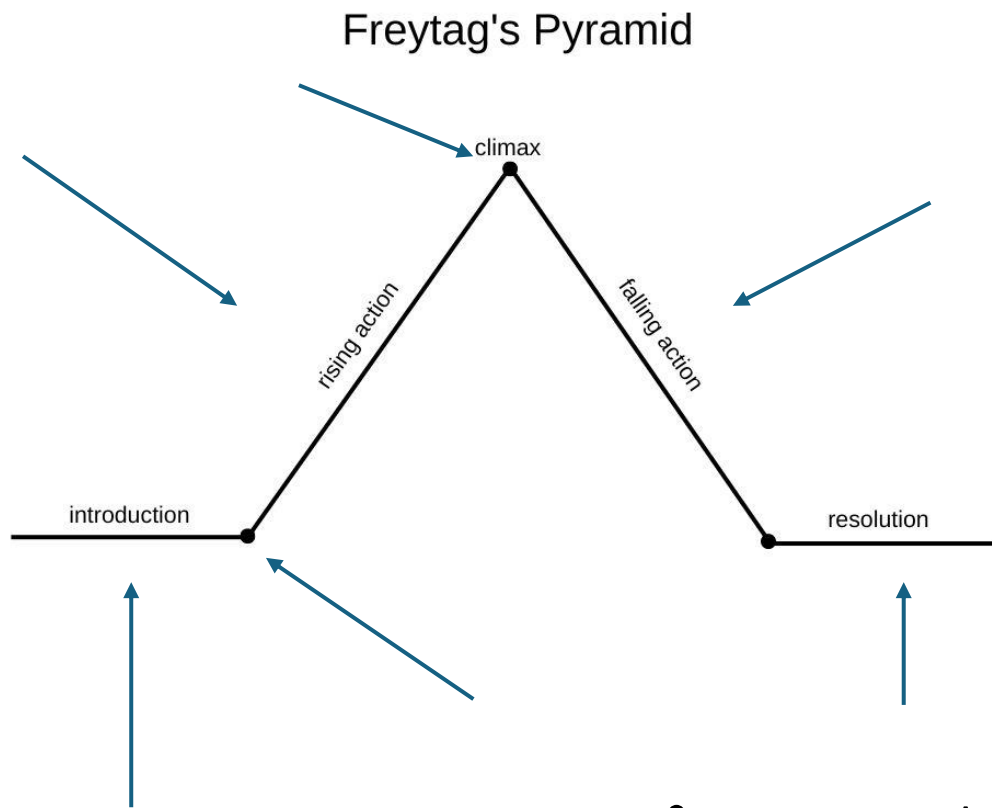 Freytag's Pyramid
climax
rising action
falling action
introduction
resolution